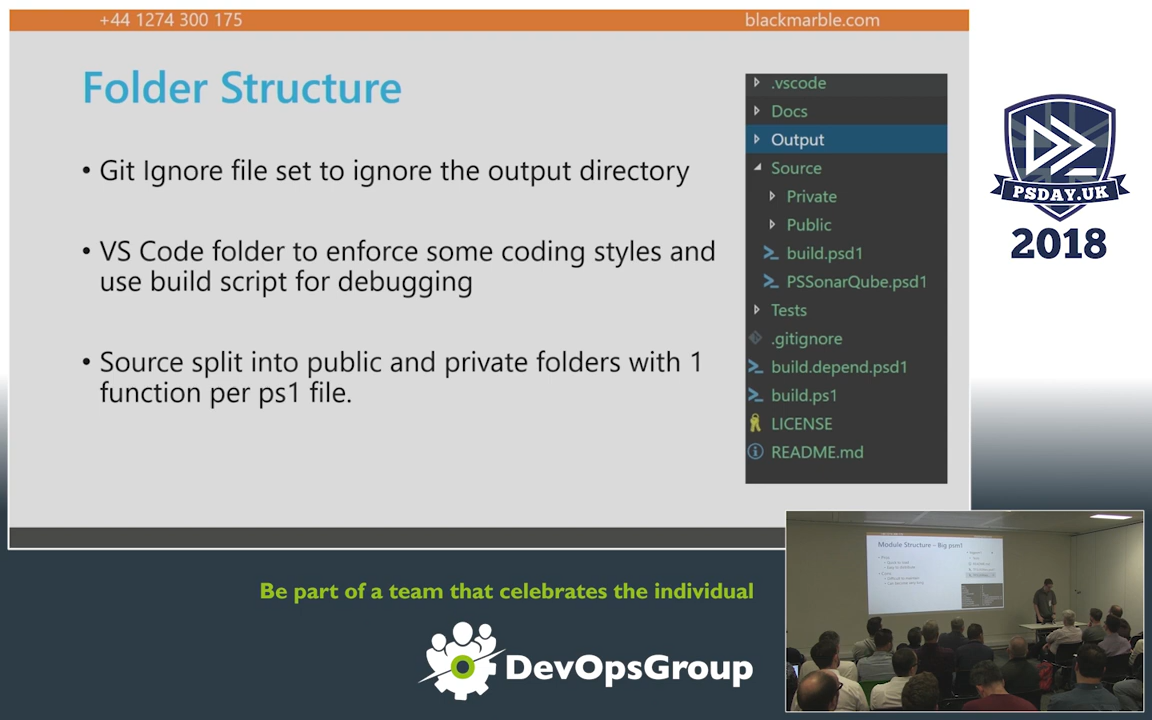 +44 1274 300 175
blackmarble.com
Folder Structure
• Git Ignore file set to ignore the output directory
• VS Code folder to enforce some coding styles and
use build script for debugging
• Source split into public and private folders with 1
function per ps1 file.
.vscode
Docs
Output
Source
Private
Public
build.psd1
PSSonarQube.psd1
Tests
.gitignore
build.depend.psd1
build.ps1
LICENSE
README.md
PSDAY.UK
2018
Be part of a team that celebrates the individual
DevOpsGroup
Module Structure - Big psm1